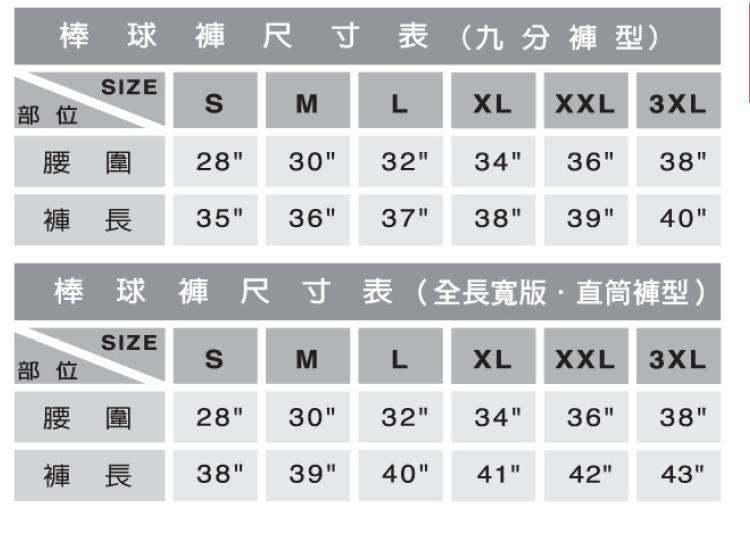 棒球褲尺寸表（九分褲型）
SIZE
部位 S M L XL XXL 3XL
腰圍 28" 30" 32" 34" 36" 38"
褲長 35" 36" 37" 38" 39" 40"
棒球褲尺寸表（全長寬版・直筒褲型）
SIZE
部位 S M L XL XXL 3XL
腰圍 28" 30" 32" 34" 36" 38"
褲長 38" 39" 40" 41" 42" 43"